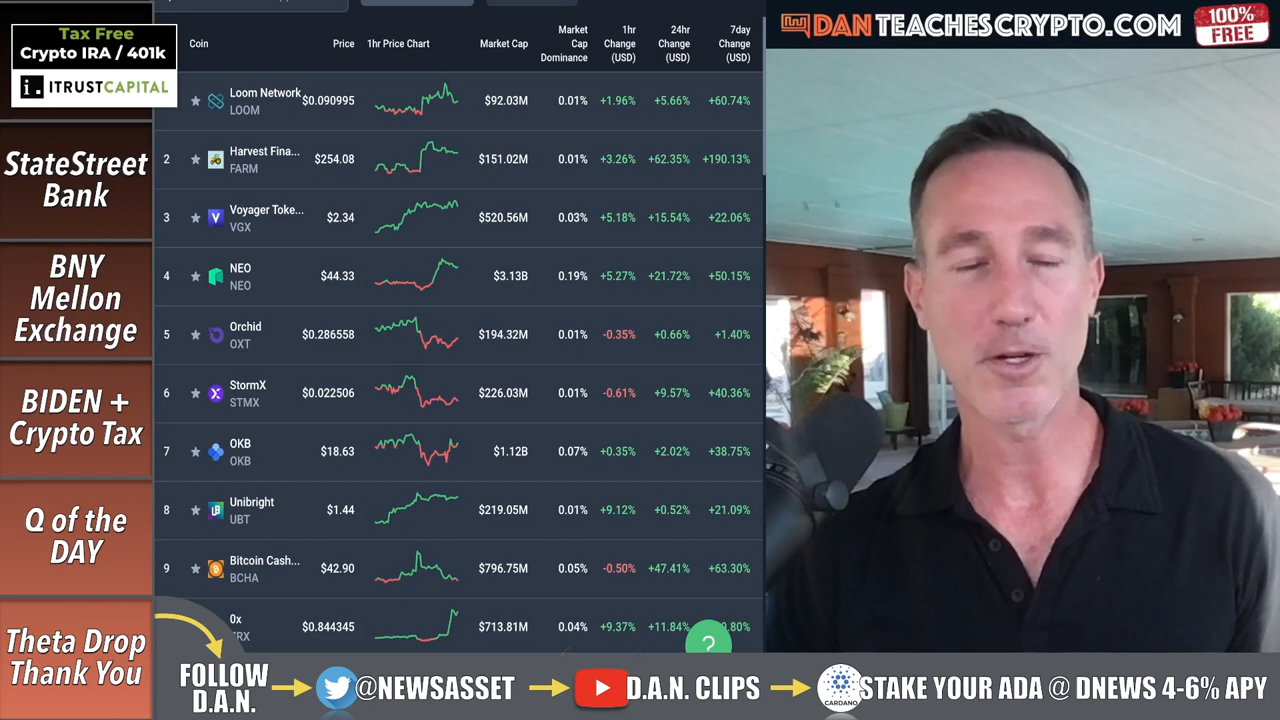 Tax Free
Crypto IRA / 401k
i. ITRUSTCAPITAL
StateStreet
Bank
BNY
Mellon
Exchange
BIDEN +
Crypto Tax
Q of the
DAY
Theta Drop
Thank You
Coin Price 1hr Price Chart Market Cap Market Cap Dominance 1hr Change (USD) 24hr Change (USD) 7day Change (USD)
Loom Network LOOM $0.090995 $92.03M 0.01% +1.96% +5.66% +60.74%
2 Harvest Fina... FARM $254.08 $151.02M 0.01% +3.26% +62.35% +190.13%
3 Voyager Toke... VGX $2.34 $520.56M 0.03% +5.18% +15.54% +22.06%
4 NEO NEO $44.33 $3.13B 0.19% +5.27% +21.72% +50.15%
5 Orchid OXT $0.286558 $194.32M 0.01% -0.35% +0.66% +1.40%
6 StormX STMX $0.022506 $226.03M 0.01% -0.61% +9.57% +40.36%
7 OKB OKB $18.63 $1.12B 0.07% +0.35% +2.02% +38.75%
8 Unibright UBT $1.44 $219.05M 0.01% +9.12% +0.52% +21.09%
9 Bitcoin Cash... BCHA $42.90 $796.75M 0.05% -0.50% +47.41% +63.30%
0x $0.844345 $713.81M 0.04% +9.37% +11.84%
?
DANTEACHESCRYPTO.COM
100%
FREE
FOLLOW
D.A.N.
@NEWSASSET
D.A.N. CLIPS
CARDANO
STAKE YOUR ADA @ DNEWS 4-6% APY